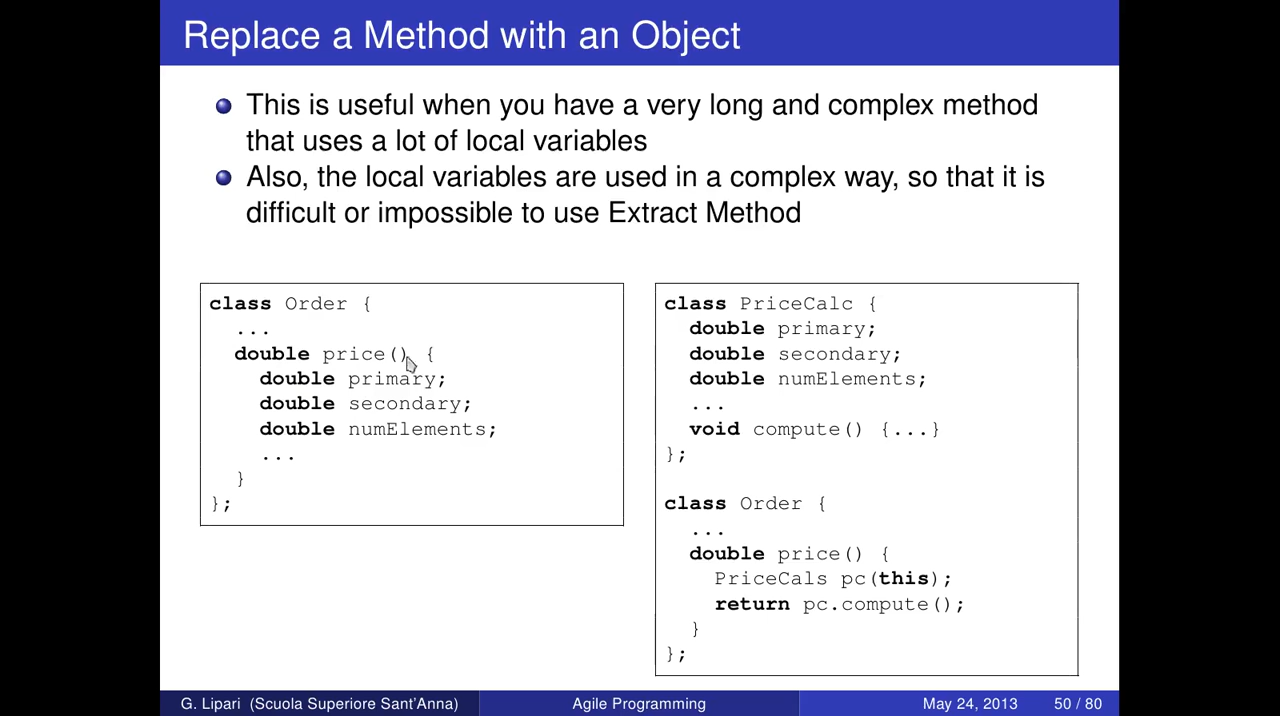 Replace a Method with an Object
This is useful when you have a very long and complex method
that uses a lot of local variables
Also, the local variables are used in a complex way, so that it is
difficult or impossible to use Extract Method
class Order {
...
double price() {
double primary;
double secondary;
double numElements;
...
}
};
class PriceCalc {
double primary;
double secondary;
double numElements;
...
void compute() {...}
};
class Order {
...
double price() {
PriceCals pc(this);
return pc.compute();
}
};
G. Lipari (Scuola Superiore Sant'Anna)
Agile Programming
May 24, 2013
50 / 80